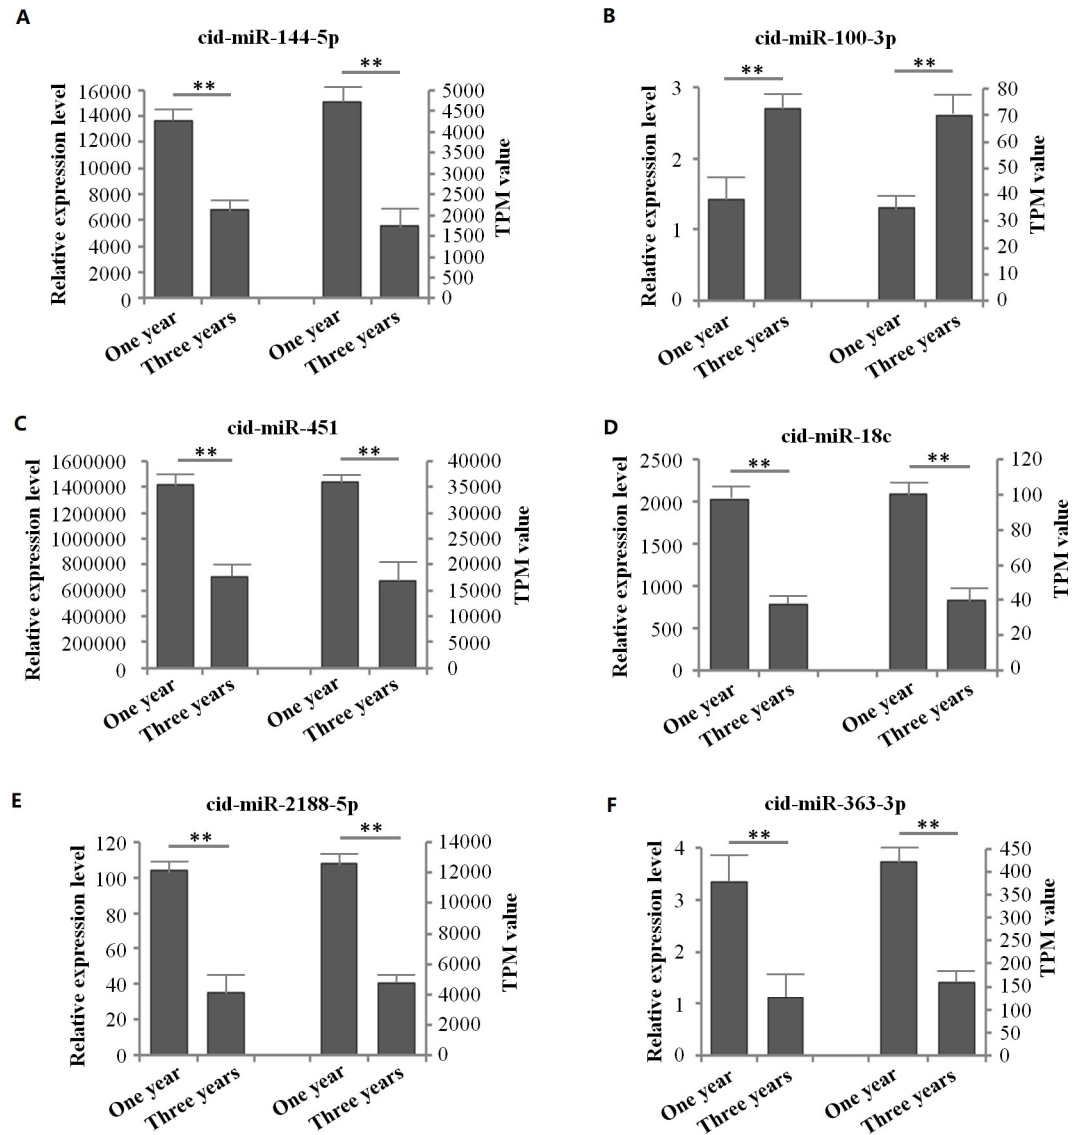 A
cid-miR-144-5p
**
**
Relative expression level
16000
14000
12000
10000
8000
6000
4000
2000
0
5000
4500
4000
3500
3000
2500
2000
1500
1000
500
0
TPM value
One year
Three years
One year
Three years
B
cid-miR-100-3p
**
**
Relative expression level
3
2
1
0
80
70
60
50
40
30
20
10
0
TPM value
One year
Three years
One year
Three years
C
cid-miR-451
**
**
Relative expression level
1600000
1400000
1200000
1000000
800000
600000
400000
200000
0
40000
35000
30000
25000
20000
15000
10000
5000
0
TPM value
One year
Three years
One year
Three years
D
cid-miR-18c
**
**
Relative expression level
2500
2000
1500
1000
500
0
120
100
80
60
40
20
0
TPM value
One year
Three years
One year
Three years
E
cid-miR-2188-5p
**
**
Relative expression level
120
100
80
60
40
20
0
14000
12000
10000
8000
6000
4000
2000
0
TPM value
One year
Three years
One year
Three years
F
cid-miR-363-3p
**
**
Relative expression level
4
3
2
1
0
450
400
350
300
250
200
150
100
50
0
TPM value
One year
Three years
One year
Three years